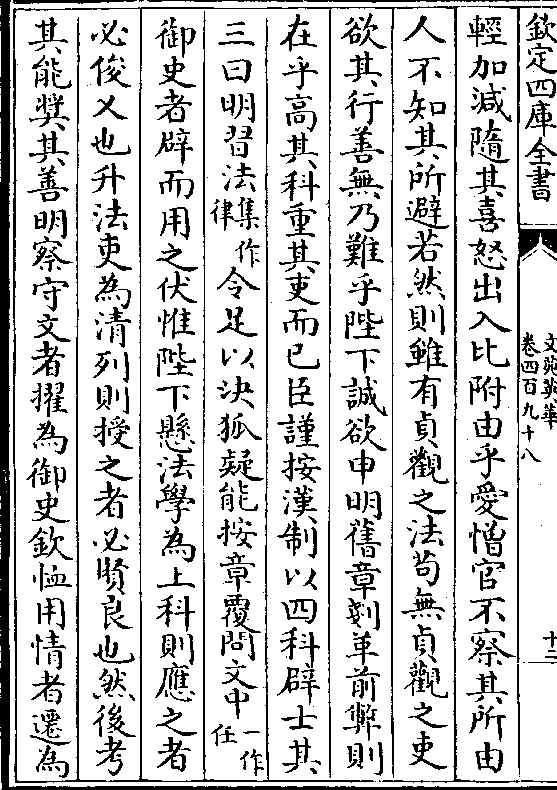 欽定四庫全書
文苑英華
卷四百九十八
十三
輕加減隨其喜怒出入比附由乎愛憎官不察其所由
人不知其所避若然則雖有貞觀之法苟無貞觀之吏
欲其行善無乃難乎陛下誠欲申明舊章剗革前弊則
在乎高其科重其吏而已臣謹按漢制以四科辟士其
三曰明習法集作律令足以決狐疑能按章覆問文中一作任
御史者辟而用之伏惟陛下懸法學為上科則應之者
必俊乂也升法吏為清列則授之者必賢良也然後考
其能奬其善明察守文者擢為御史欽恤用情者遷為